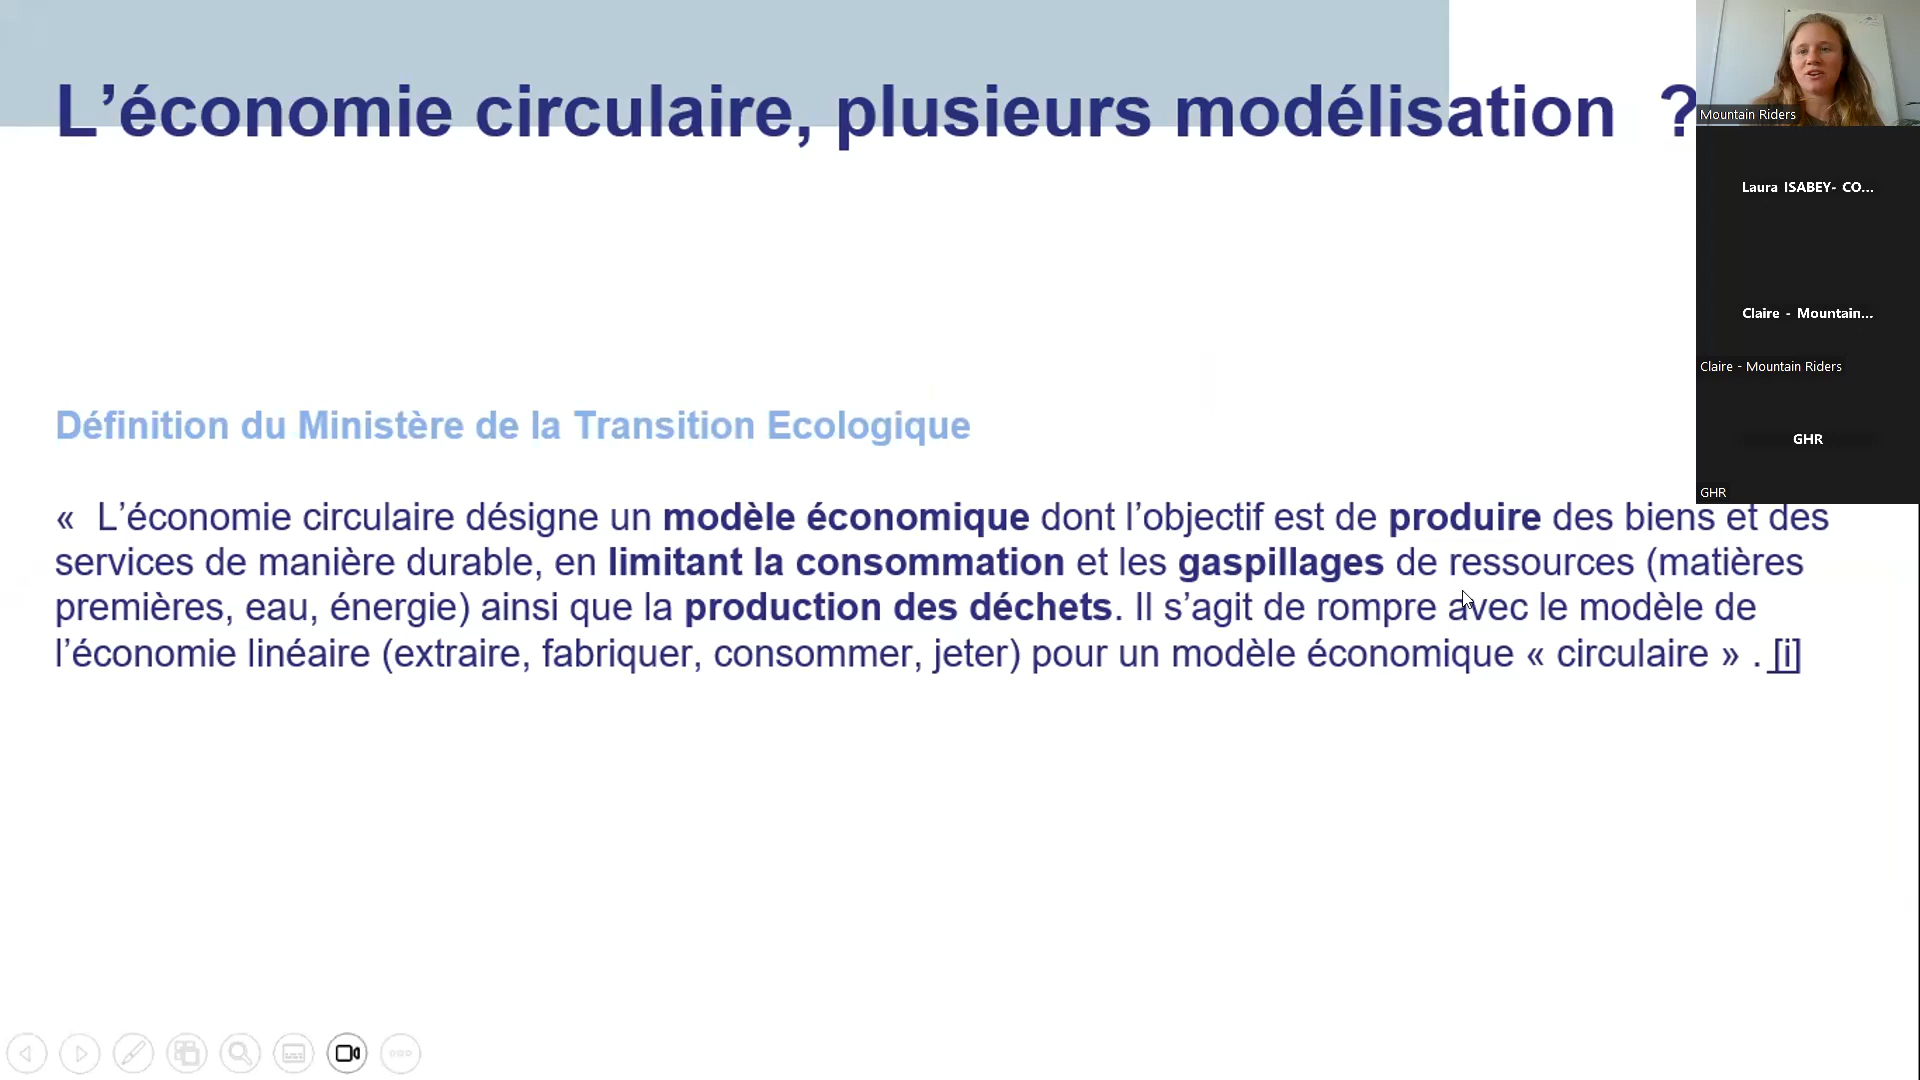 L’économie circulaire, plusieurs modélisation ?
Mountain Riders
Laura ISABEY- CO...
Claire - Mountain...
Claire - Mountain Riders
GHR
GHR
Définition du Ministère de la Transition Ecologique
« L’économie circulaire désigne un modèle économique dont l’objectif est de produire des biens et des
services de manière durable, en limitant la consommation et les gaspillages de ressources (matières
premières, eau, énergie) ainsi que la production des déchets. Il s’agit de rompre avec le modèle de
l’économie linéaire (extraire, fabriquer, consommer, jeter) pour un modèle économique « circulaire » . [i]